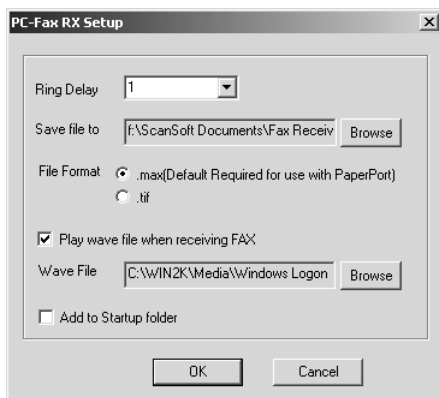 PC-Fax RX Setup
Ring Delay 1
Save file to f:\ScanSoft Documents\Fax Receiv Browse
File Format .max(Default Required for use with PaperPort)
.tif
Play wave file when receiving FAX
Wave File C:\WIN2K\Media\Windows Logon Browse
Add to Startup folder
OK Cancel